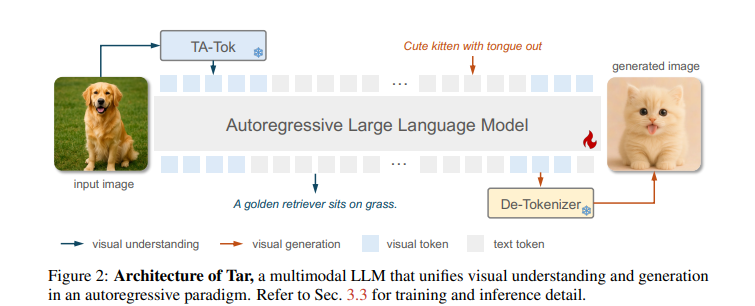 TA-Tok
Cute kitten with tongue out
generated image
...
Autoregressive Large Language Model
input image
...
A golden retriever sits on grass.
De-Tokenizer
visual understanding
visual generation
visual token
text token
Figure 2: Architecture of Tar, a multimodal LLM that unifies visual understanding and generation
in an autoregressive paradigm. Refer to Sec. 3.3 for training and inference detail.